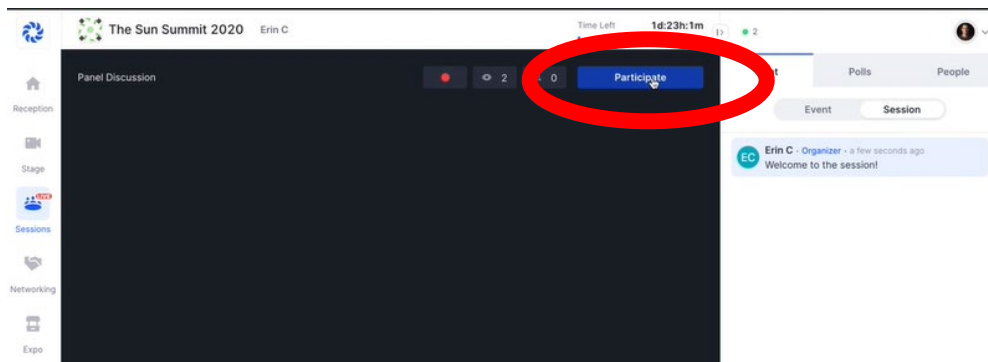 The Sun Summit 2020 Erin C Time Left 1d:23h:1m 2
Panel Discussion 2 0 Participate
Polls People
Event Session
EC Erin C - Organizer - a few seconds ago
Welcome to the session!
Reception
Stage
LIVE
Sessions
Networking
Expo